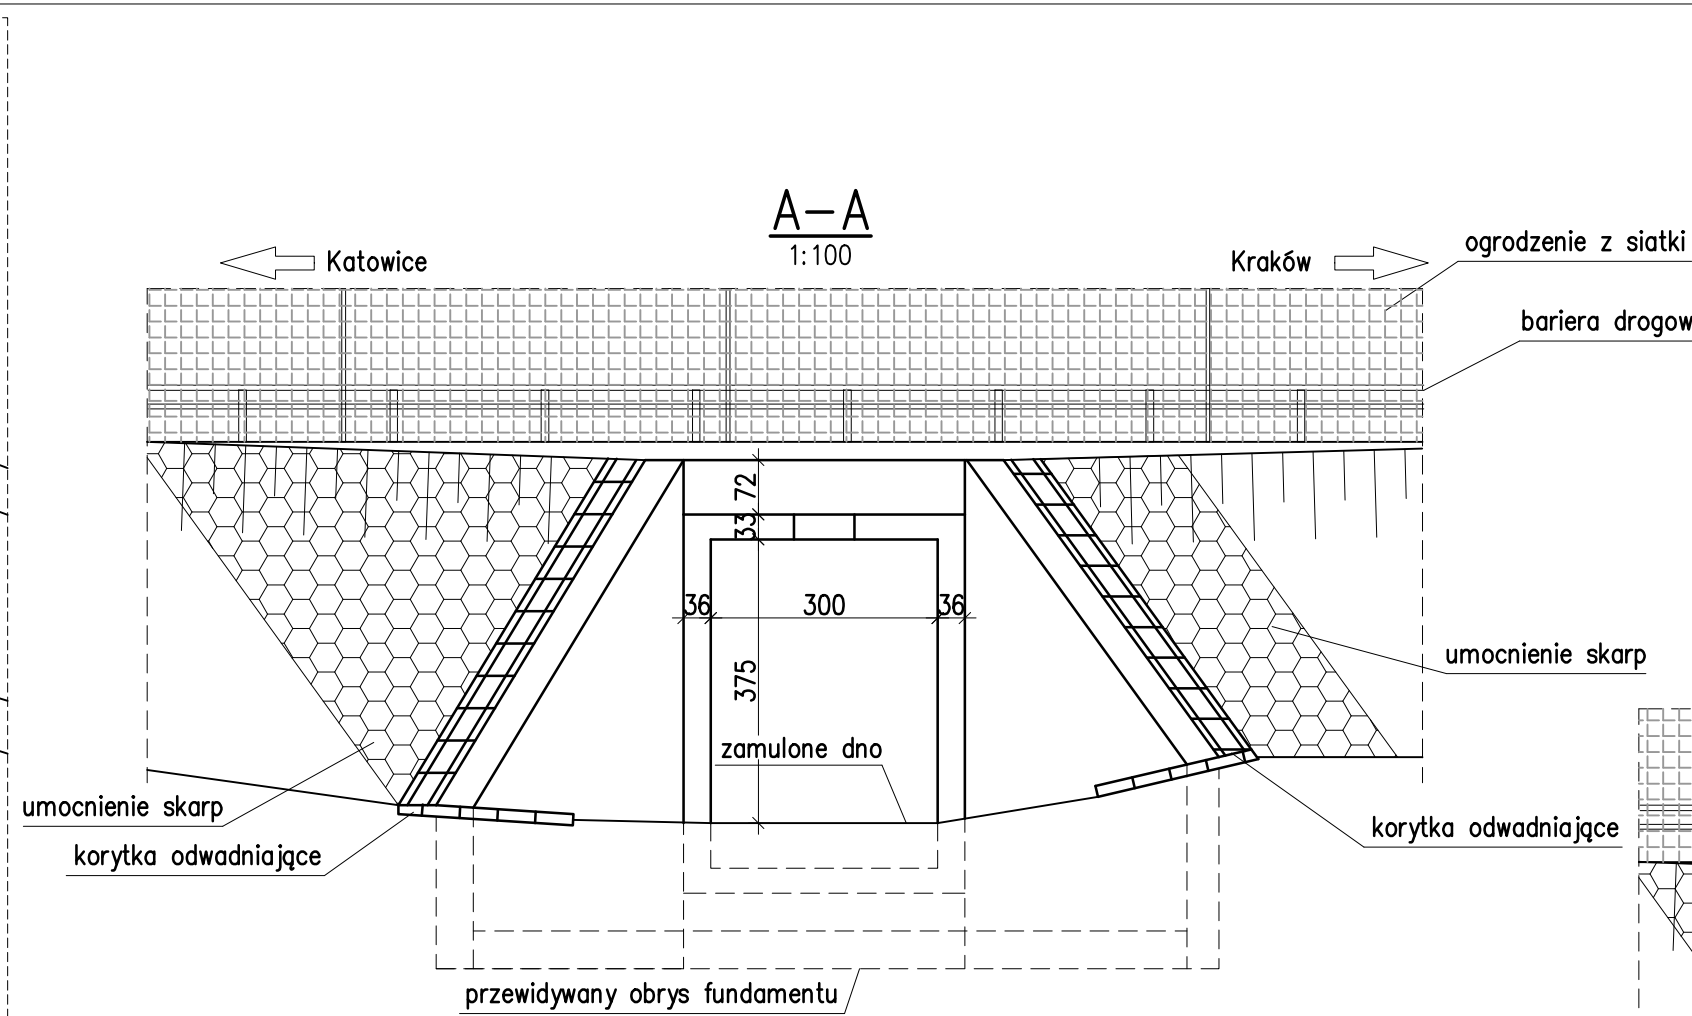 A–A
1:100
Katowice
Kraków
ogrodzenie z siatki
bariera drogow
72
33
36
300
36
375
umocnienie skarp
zamulone dno
umocnienie skarp
korytka odwadniające
korytka odwadniające
przewidywany obrys fundamentu